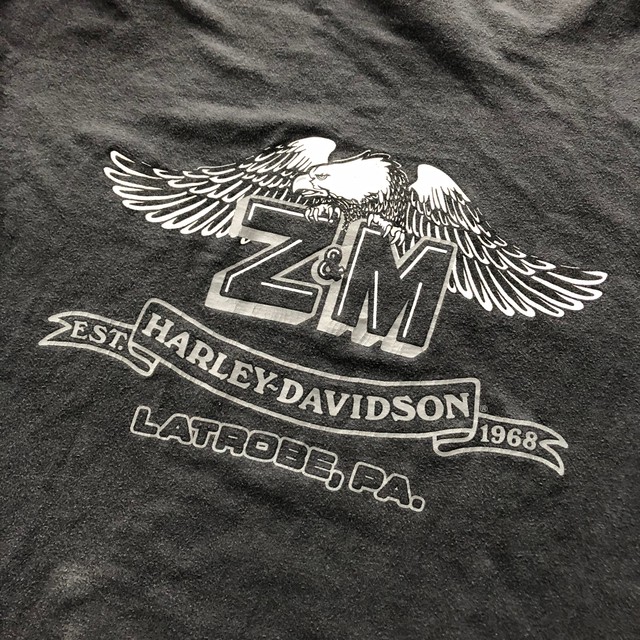 Z&M
EST. HARLEY-DAVIDSON® 1968
LATROBE, PA.